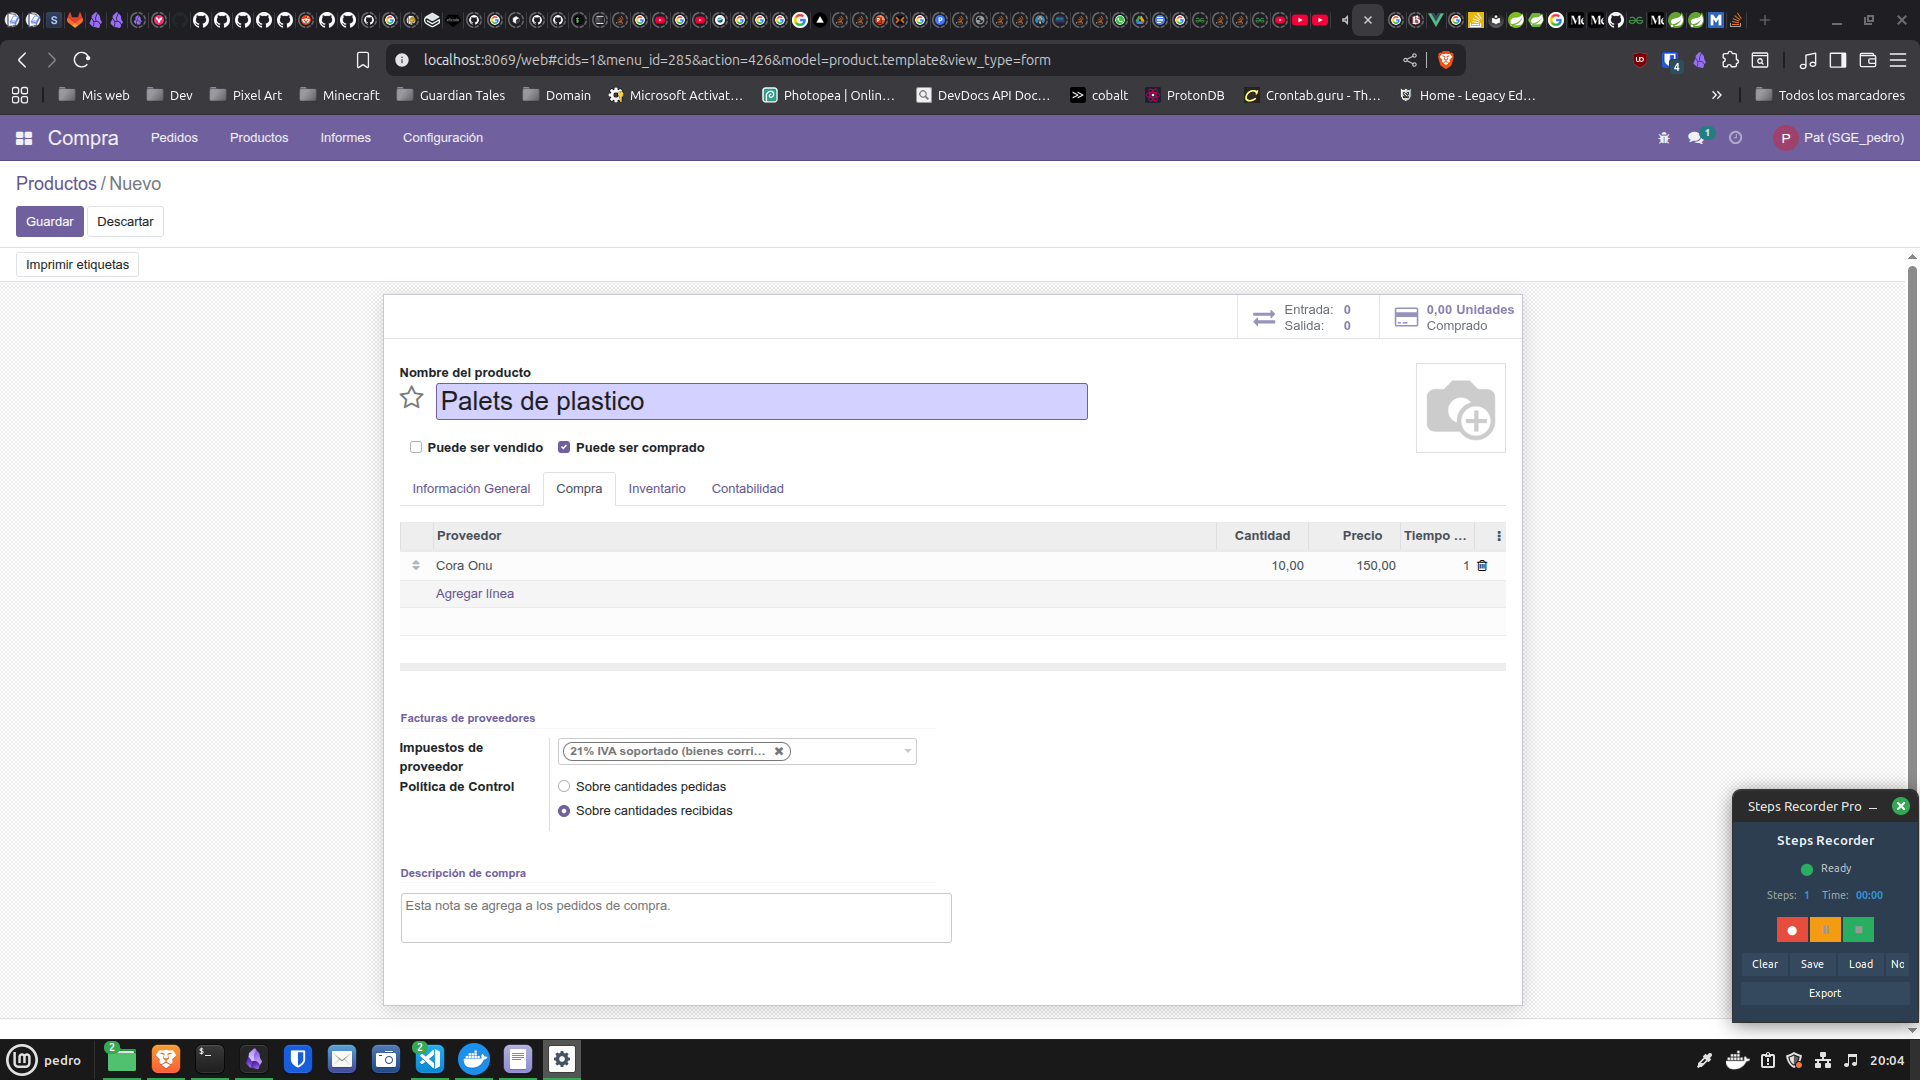 localhost:8069/web#cids=1&menu_id=285&action=426&model=product.template&view_type=form
4
Mis web
Dev
Pixel Art
Minecraft
Guardian Tales
Domain
Microsoft Activat...
Photopea | Onlin...
DevDocs API Doc...
cobalt
ProtonDB
Crontab.guru - Th...
Home - Legacy Ed...
»
Todos los marcadores
Compra
Pedidos
Productos
Informes
Configuración
1
P
Pat (SGE_pedro)
Productos / Nuevo
Guardar
Descartar
Imprimir etiquetas
Entrada: 0
Salida: 0
0,00 Unidades
Comprado
Nombre del producto
Palets de plastico
Puede ser vendido
Puede ser comprado
Información General
Compra
Inventario
Contabilidad
Proveedor Cantidad Precio Tiempo ...
Cora Onu 10,00 150,00 1
Agregar línea
Facturas de proveedores
Impuestos de
proveedor
21% IVA soportado (bienes corri...
Política de Control
Sobre cantidades pedidas
Sobre cantidades recibidas
Descripción de compra
Esta nota se agrega a los pedidos de compra.
Steps Recorder Pro
Steps Recorder
Ready
Steps: 1 Time: 00:00
Clear
Save
Load
No
Export
pedro
2
2
20:04